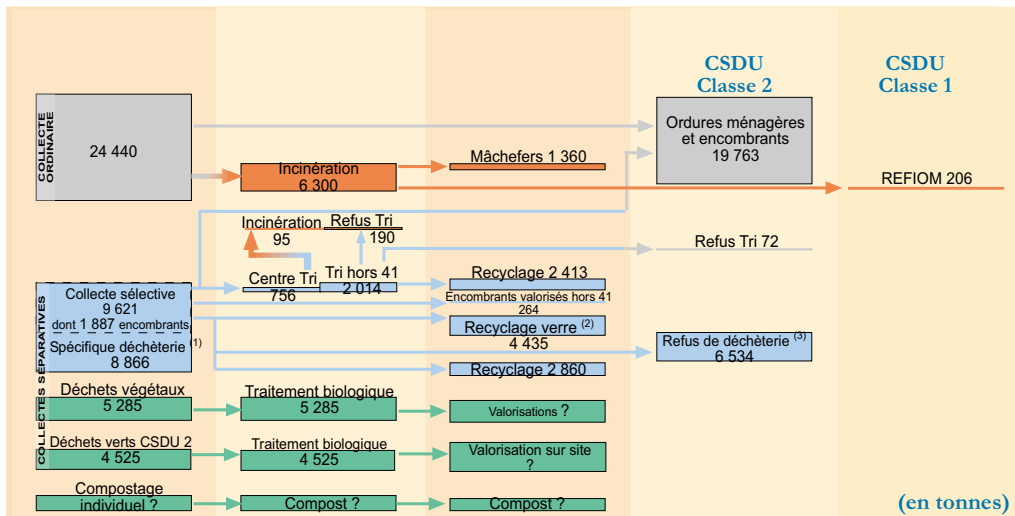 CSDU
Classe 2
CSDU
Classe 1
COLLECTE
ORDINAIRE
24 440
Incinération
6 300
Mâchefers 1 360
Ordures ménagères
et encombrants
19 763
REFIOM 206
Incinération
95
Refus Tri
190
Refus Tri 72
Centre Tri
756
Tri hors 41
2 014
Recyclage 2 413
Encombrants valorisés hors 41
264
COLLECTES SÉPARATIVES
Collecte sélective
9 621
dont 1 887 encombrants
Spécifique déchèterie (1)
8 866
Recyclage verre (2)
4 435
Refus de déchèterie (3)
6 534
Recyclage 2 860
Déchets végétaux
5 285
Traitement biologique
5 285
Valorisations ?
Déchets verts CSDU 2
4 525
Traitement biologique
4 525
Valorisation sur site
?
Compostage
individuel ?
Compost ?
Compost ?
(en tonnes)